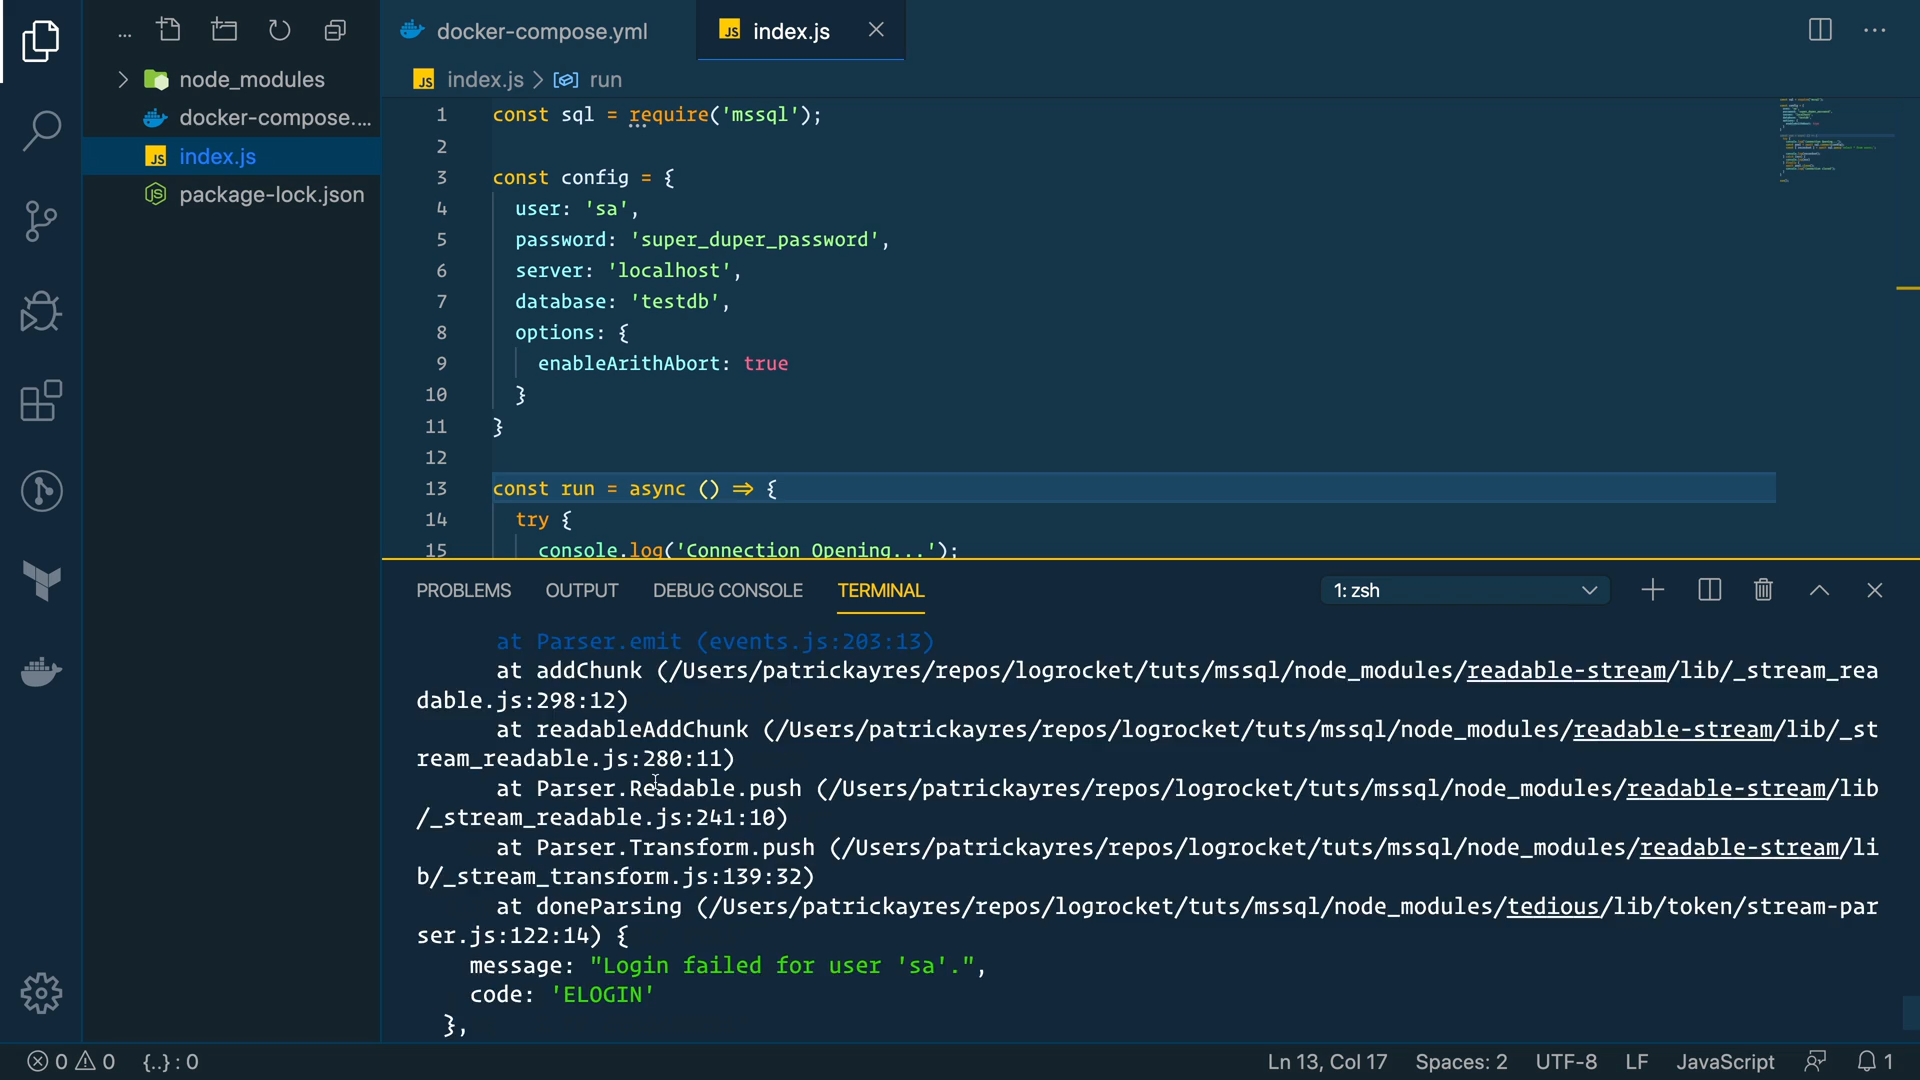 ...
docker-compose.yml
JS index.js
node_modules
docker-compose....
JS index.js
package-lock.json
JS index.js > run
1 const sql = require('mssql');
2
3 const config = {
4 user: 'sa',
5 password: 'super_duper_password',
6 server: 'localhost',
7 database: 'testdb',
8 options: {
9 enableArithAbort: true
10 }
11 }
12
13 const run = async () ⇒ {
14 try {
15 console.log('Connection Opening...');
PROBLEMS OUTPUT DEBUG CONSOLE TERMINAL 1: zsh
at Parser.emit (events.js:203:13)
at addChunk (/Users/patrickayres/repos/logrocket/tuts/mssql/node_modules/readable-stream/lib/_stream_rea
dable.js:298:12)
at readableAddChunk (/Users/patrickayres/repos/logrocket/tuts/mssql/node_modules/readable-stream/lib/_st
ream_readable.js:280:11)
at Parser.Readable.push (/Users/patrickayres/repos/logrocket/tuts/mssql/node_modules/readable-stream/lib
/_stream_readable.js:241:10)
at Parser.Transform.push (/Users/patrickayres/repos/logrocket/tuts/mssql/node_modules/readable-stream/li
b/_stream_transform.js:139:32)
at doneParsing (/Users/patrickayres/repos/logrocket/tuts/mssql/node_modules/tedious/lib/token/stream-par
ser.js:122:14) {
message: "Login failed for user 'sa'.",
code: 'ELOGIN'
},
0 0 {..} : 0 Ln 13, Col 17 Spaces: 2 UTF-8 LF JavaScript 1